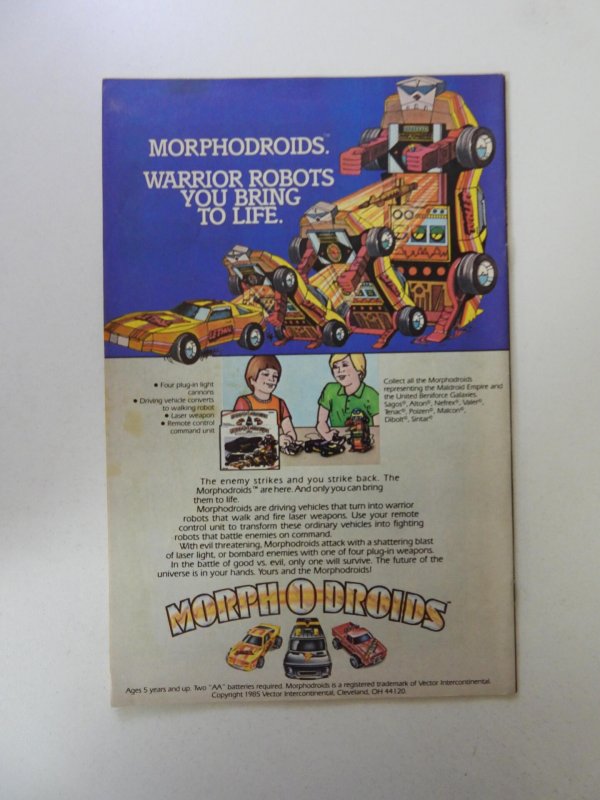 MORPHODROIDS.™
WARRIOR ROBOTS
YOU BRING
TO LIFE.
• Four plug-in light
cannons
• Driving vehicle converts
to walking robot
• Laser weapon
• Remote control
command unit
Collect all the Morphodroids
representing the Maldroid Empire and
the United Beniforce Galaxies.
Sagos®, Alton®, Nefrex®, Valer®,
Tenac®, Poizen®, Malcon®,
Dibolt®, Sintar®
The enemy strikes and you strike back. The
Morphodroids™ are here. And only you can bring
them to life.
Morphodroids are driving vehicles that turn into warrior
robots that walk and fire laser weapons. Use your remote
control unit to transform these ordinary vehicles into fighting
robots that battle enemies on command.
With evil threatening, Morphodroids attack with a shattering blast
of laser light, or bombard enemies with one of four plug-in weapons.
In the battle of good vs. evil, only one will survive. The future of the
universe is in your hands. Yours and the Morphodroids!
MORPH·O·DROIDS™
Ages 5 years and up. Two "AA" batteries required. Morphodroids is a registered trademark of Vector Intercontinental.
Copyright 1985 Vector Intercontinental, Cleveland, OH 44120.